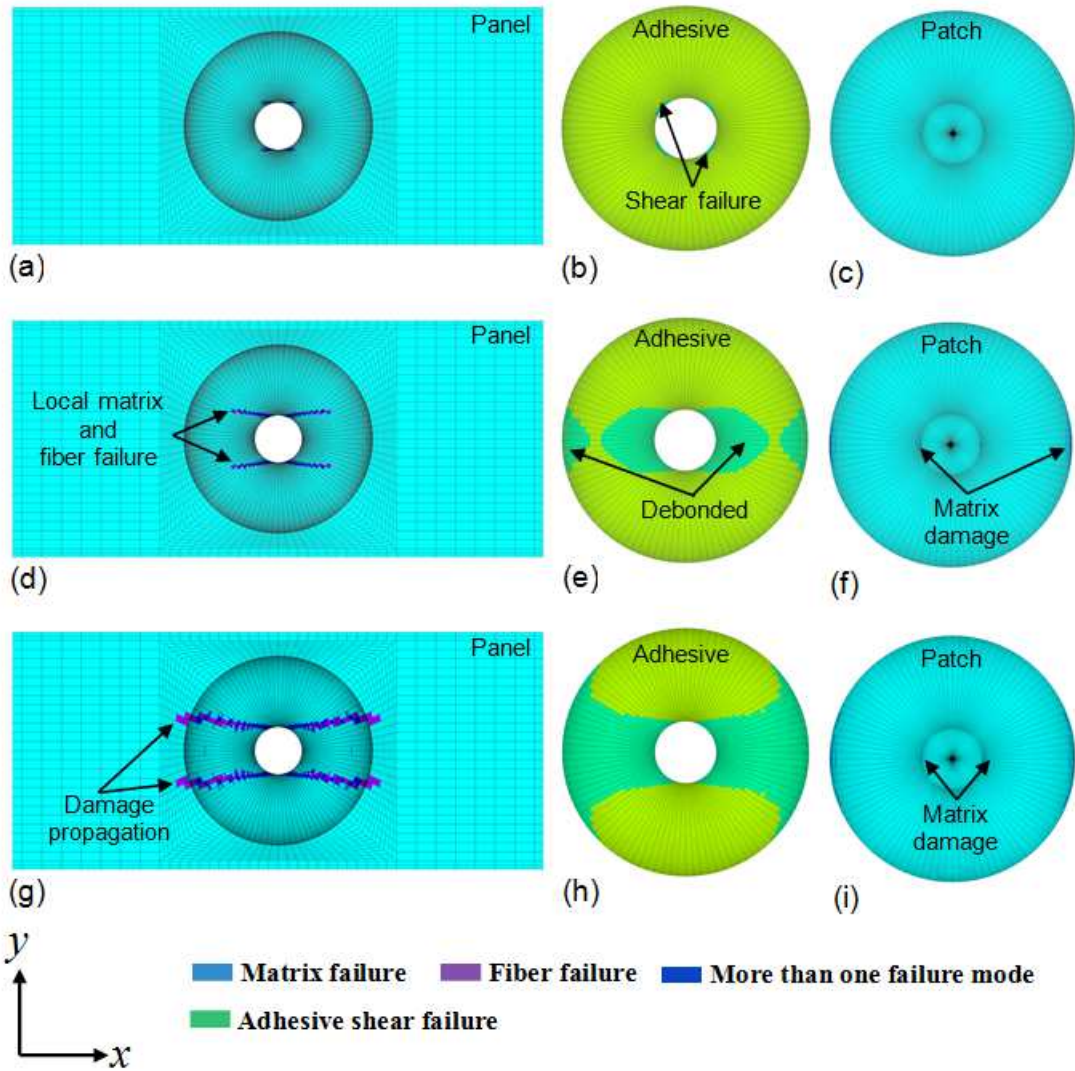 Panel
Adhesive
Patch
Shear failure
(a)
(b)
(c)
Panel
Adhesive
Patch
Local matrix
and
fiber failure
Debonded
Matrix
damage
(d)
(e)
(f)
Panel
Adhesive
Patch
Damage
propagation
Matrix
damage
(g)
(h)
(i)
y
x
Matrix failure
Fiber failure
More than one failure mode
Adhesive shear failure